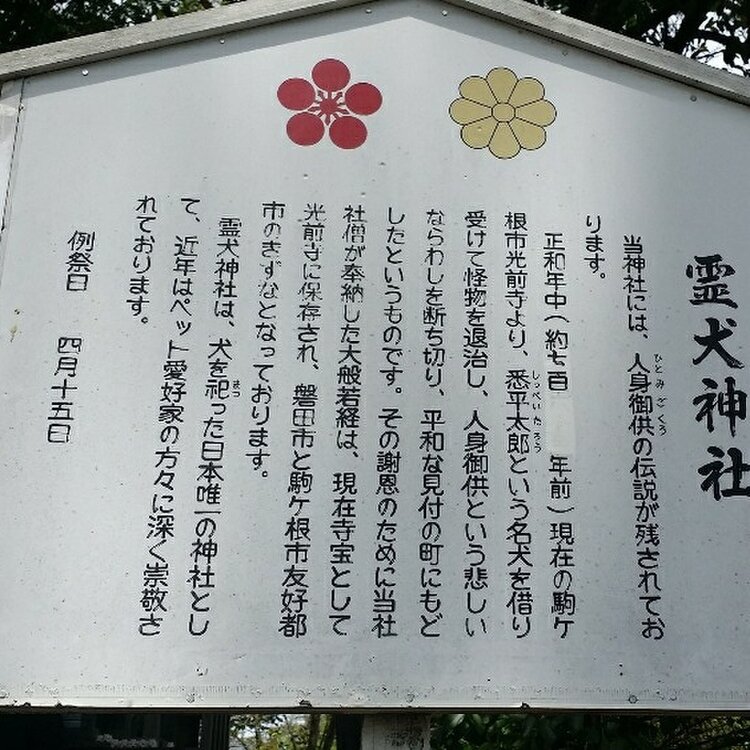 霊犬神社
当神社には、人身御供の伝説が残されてお
ります。
正和年中（約七百 年前）現在の駒ケ
根市光前寺より、悉平太郎という名犬を借り
受けて怪物を退治し、人身御供という悲しい
ならわしを断ち切り、平和な見付の町にもど
したというものです。その謝恩のために当社
社僧が奉納した大般若経は、現在寺宝として
光前寺に保存され、磐田市と駒ケ根市友好都
市のきずなとなっております。
霊犬神社は、犬を祀った日本唯一の神社とし
て、近年はペット愛好家の方々に深く崇敬さ
れております。
例祭日 四月十五日